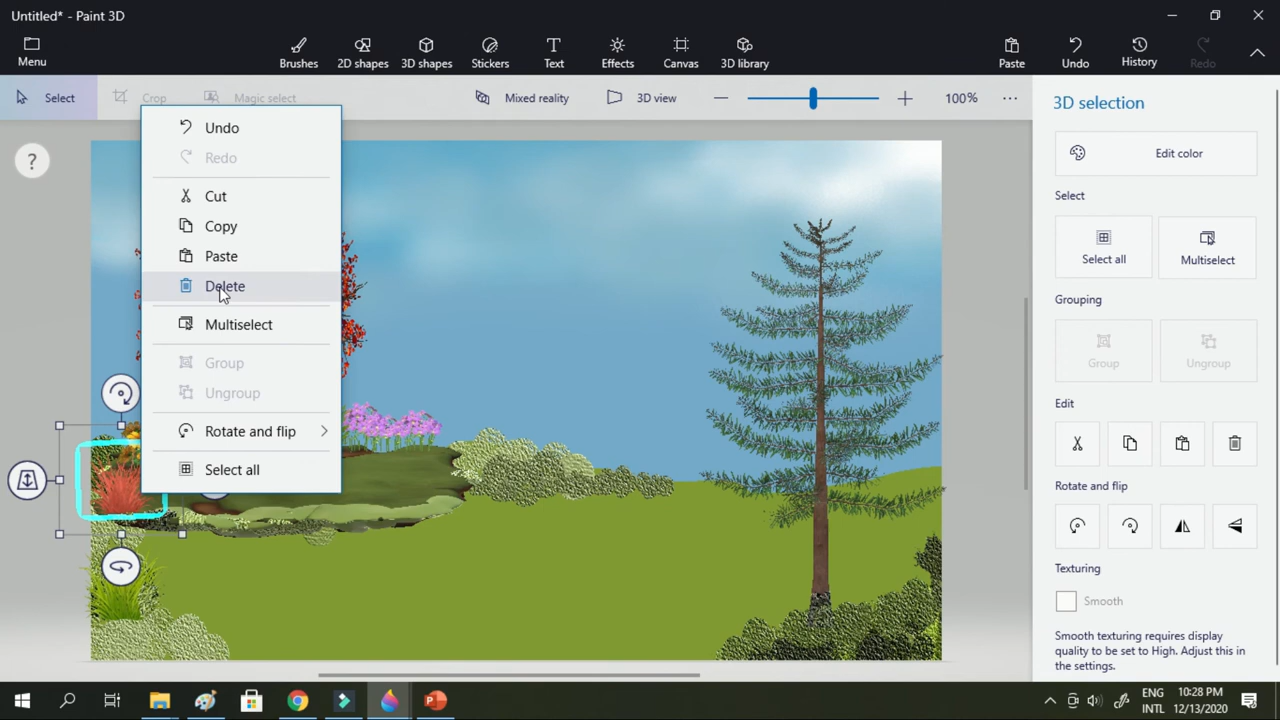 Untitled* - Paint 3D
Menu
Brushes
2D shapes
3D shapes
Stickers
Text
Effects
Canvas
3D library
Paste
Undo
History
Redo
Select
Crop
Magic select
Mixed reality
3D view
100%
?
Undo
Redo
Cut
Copy
Paste
Delete
Multiselect
Group
Ungroup
Rotate and flip
Select all
3D selection
Edit color
Select
Select all
Multiselect
Grouping
Group
Ungroup
Edit
Rotate and flip
Texturing
Smooth
Smooth texturing requires display
quality to be set to High. Adjust this in
the settings.
ENG
INTL
10:28 PM
12/13/2020